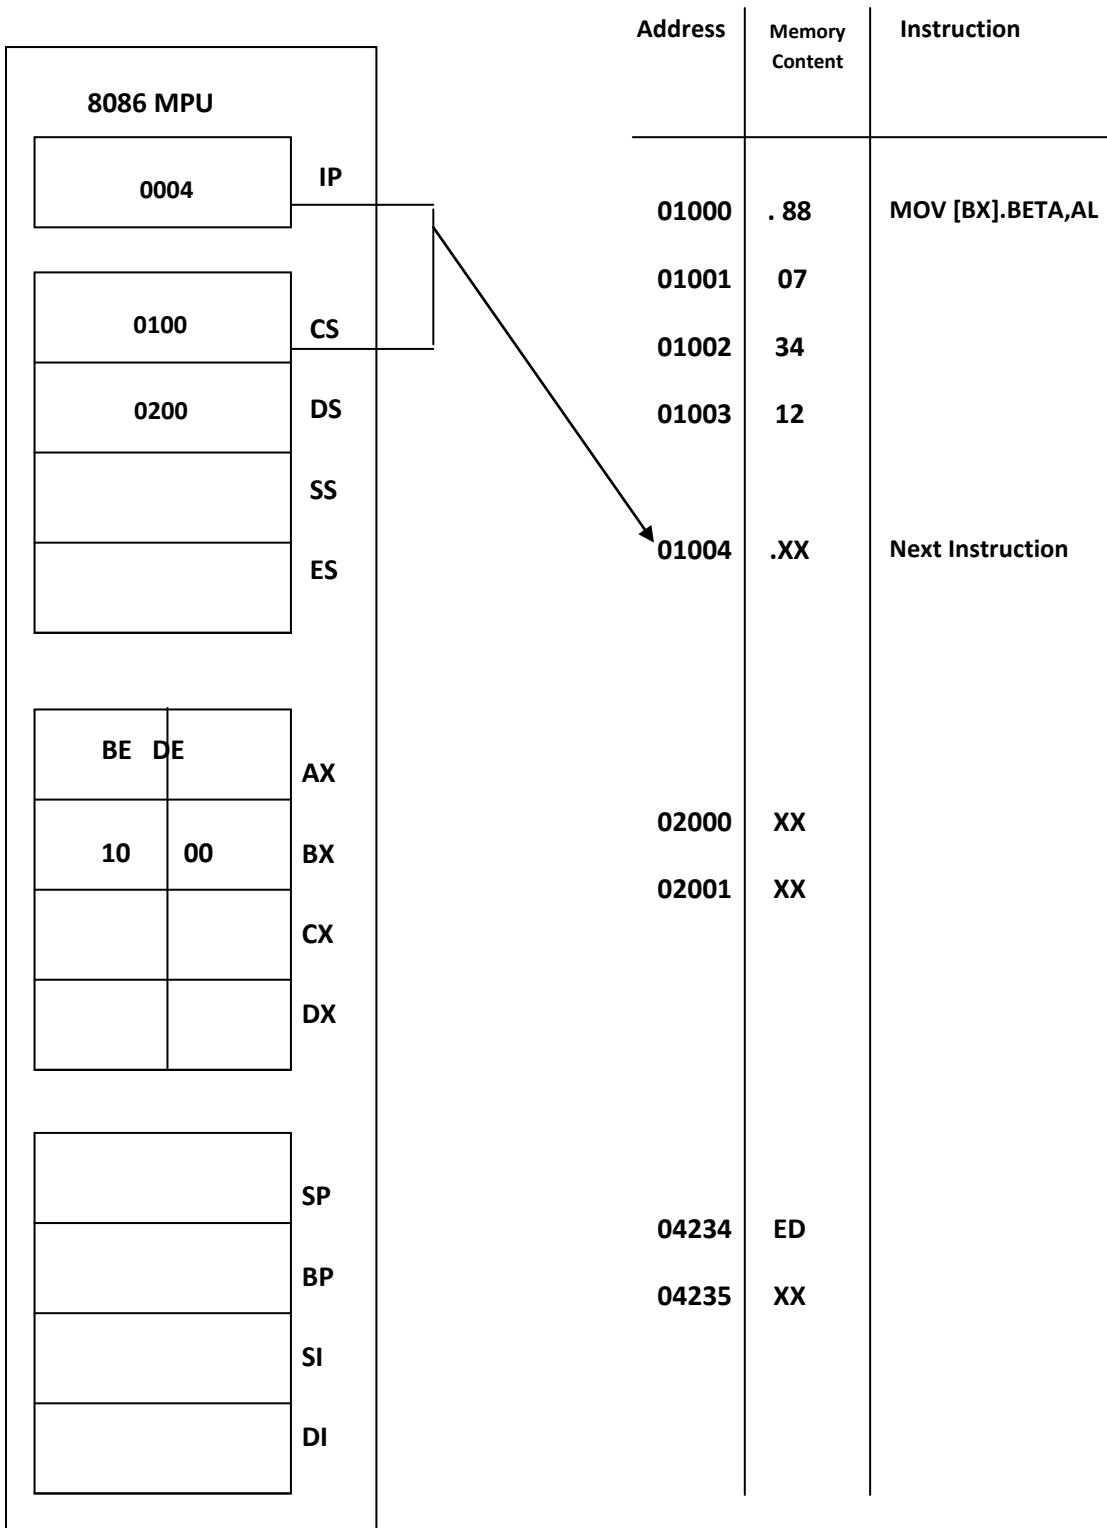 Address Memory Content Instruction
8086 MPU
0004 IP
01000 . 88 MOV [BX].BETA,AL
01001 07
0100 CS
01002 34
0200 DS
01003 12
SS
01004 .XX Next Instruction
ES
BE DE AX
02000 XX
10 00 BX
02001 XX
CX
DX
SP
04234 ED
BP
04235 XX
SI
DI